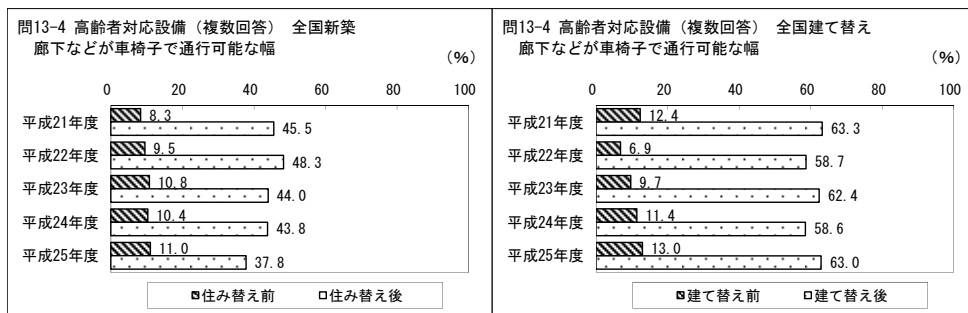 問13-4 高齢者対応設備（複数回答） 全国新築
廊下などが車椅子で通行可能な幅
(%)
0 20 40 60 80 100
平成21年度 8.3 45.5
平成22年度 9.5 48.3
平成23年度 10.8 44.0
平成24年度 10.4 43.8
平成25年度 11.0 37.8
住み替え前 住み替え後
問13-4 高齢者対応設備（複数回答） 全国建て替え
廊下などが車椅子で通行可能な幅
(%)
0 20 40 60 80 100
平成21年度 12.4 63.3
平成22年度 6.9 58.7
平成23年度 9.7 62.4
平成24年度 11.4 58.6
平成25年度 13.0 63.0
建て替え前 建て替え後